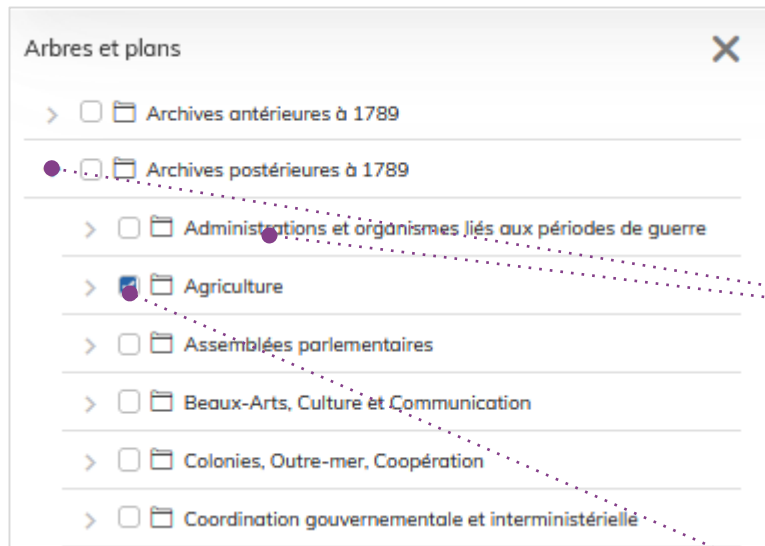 Arbres et plans
Archives antérieures à 1789
Archives postérieures à 1789
Administrations et organismes liés aux périodes de guerre
Agriculture
Assemblées parlementaires
Beaux-Arts, Culture et Communication
Colonies, Outre-mer, Coopération
Coordination gouvernementale et interministérielle